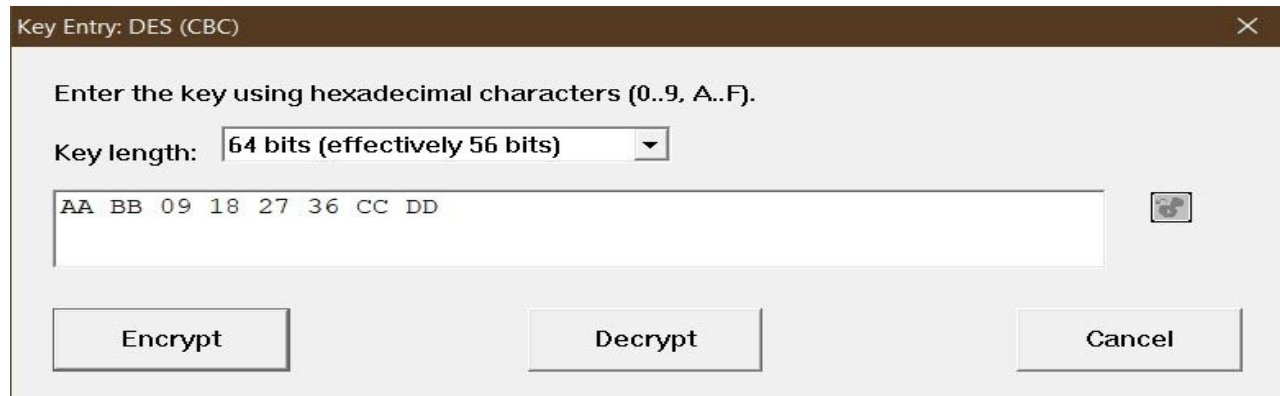 Key Entry: DES (CBC)
Enter the key using hexadecimal characters (0..9, A..F).
Key length: 64 bits (effectively 56 bits)
AA BB 09 18 27 36 CC DD
Encrypt Decrypt Cancel